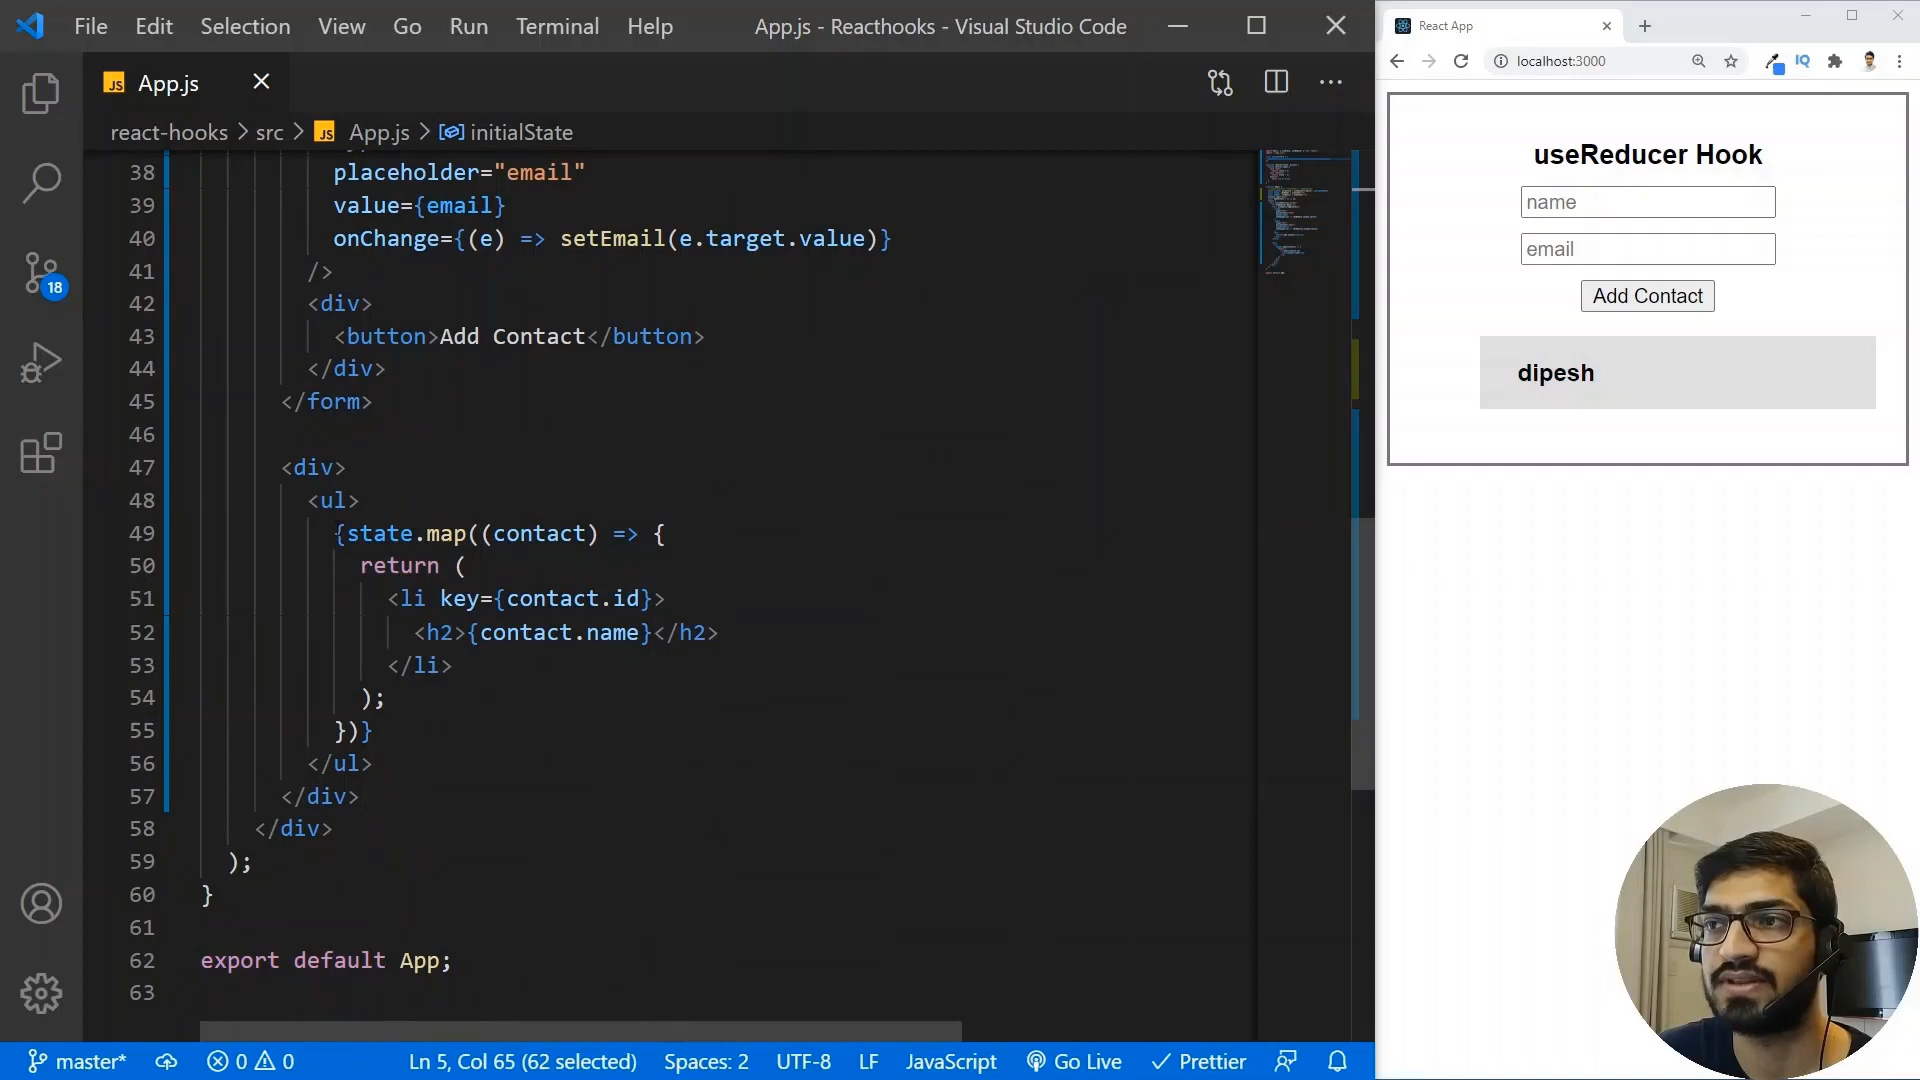 File Edit Selection View Go Run Terminal Help App.js - Reacthooks - Visual Studio Code
JS App.js
react-hooks > src > JS App.js > initialState
38 placeholder="email"
39 value={email}
40 onChange={(e) => setEmail(e.target.value)}
41 />
42 <div>
43 <button>Add Contact</button>
44 </div>
45 </form>
46
47 <div>
48 <ul>
49 {state.map((contact) => {
50 return (
51 <li key={contact.id}>
52 <h2>{contact.name}</h2>
53 </li>
54 );
55 })}
56 </ul>
57 </div>
58 </div>
59 );
60 }
61
62 export default App;
63
18
master* 0 0 Ln 5, Col 65 (62 selected) Spaces: 2 UTF-8 LF JavaScript Go Live Prettier
React App
localhost:3000 IQ
useReducer Hook
name
email
Add Contact
dipesh